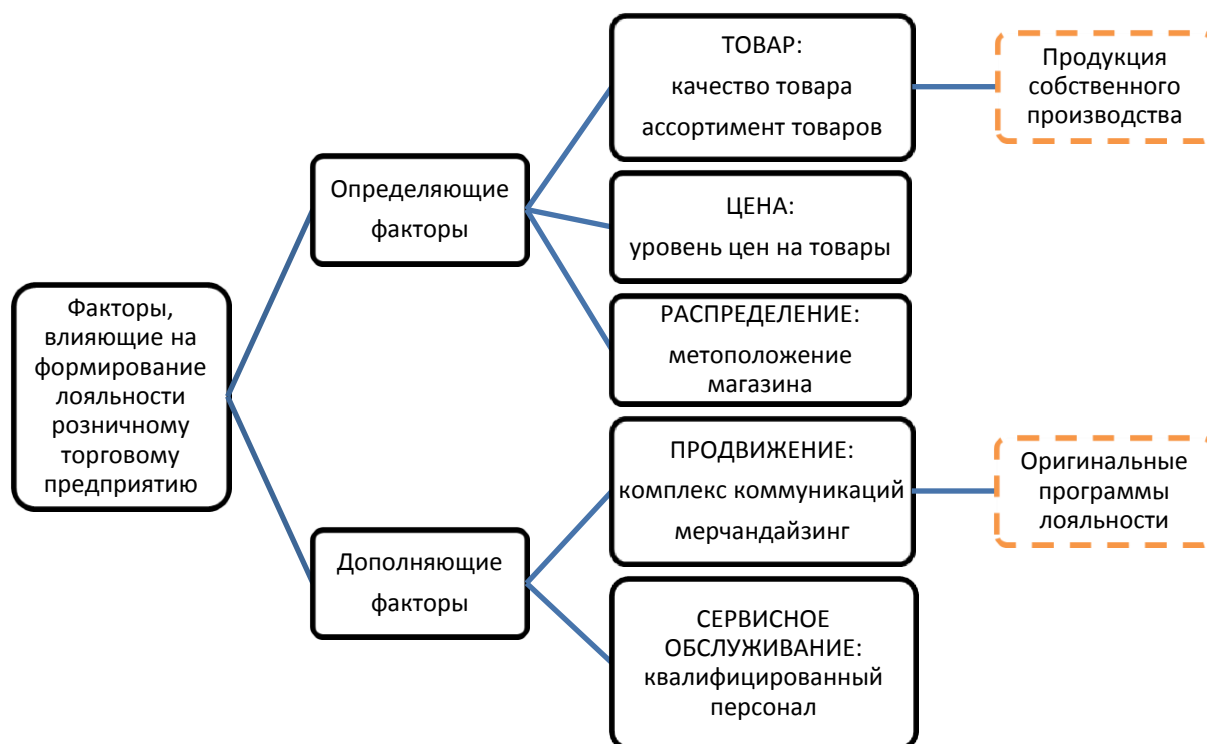 Факторы,
влияющие на
формирование
лояльности
розничному
торговому
предприятию
Определяющие
факторы
Дополняющие
факторы
ТОВАР:
качество товара
ассортимент товаров
ЦЕНА:
уровень цен на товары
РАСПРЕДЕЛЕНИЕ:
метоположение
магазина
ПРОДВИЖЕНИЕ:
комплекс коммуникаций
мерчандайзинг
СЕРВИСНОЕ
ОБСЛУЖИВАНИЕ:
квалифицированный
персонал
Продукция
собственного
производства
Оригинальные
программы
лояльности